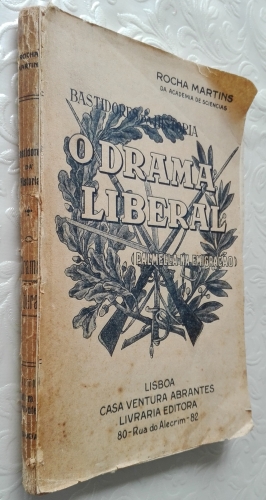 ROCHA MARTINS
DA ACADEMIA DE SCIÊNCIAS
BASTIDORES DA HISTORIA
O DRAMA
LIBERAL
(PALMELLA NA EMIGRAÇÃO)
LISBOA
CASA VENTURA ABRANTES
LIVRARIA EDITORA
80-Rua do Alecrim-82